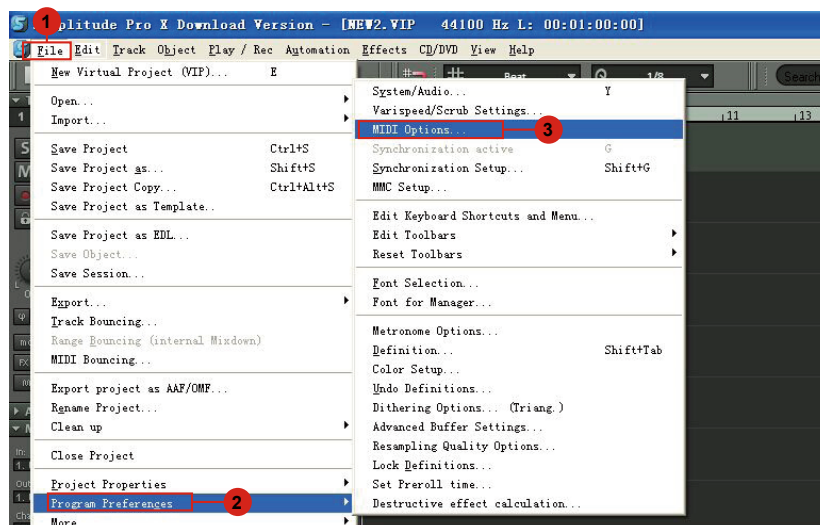 plitude Pro X Download Version - [NEW2.VIP 44100 Hz L: 00:01:00:00]
1
File Edit Track Object Play / Rec Automation Effects CD/DVD View Help
Beat 1/8 Search
New Virtual Project (VIP)... E
Open...
Import...
Save Project Ctrl+S
Save Project as... Shift+S
Save Project Copy... Ctrl+Alt+S
Save Project as Template..
Save Project as EDL...
Save Object...
Save Session...
Export...
Track Bouncing...
Range Bouncing (internal Mixdown)
MIDI Bouncing...
Export project as AAF/OMF...
Rename Project...
Clean up
Close Project
Project Properties
Program Preferences 2
More
System/Audio... Y
Varispeed/Scrub Settings...
MIDI Options... 3
Synchronization active G
Synchronization Setup... Shift+G
MMC Setup...
Edit Keyboard Shortcuts and Menu...
Edit Toolbars
Reset Toolbars
Font Selection...
Font for Manager...
Metronome Options...
Definition... Shift+Tab
Color Setup...
Undo Definitions...
Dithering Options... (Triang.)
Advanced Buffer Settings...
Resampling Quality Options...
Lock Definitions...
Set Preroll time...
Destructive effect calculation...
11 13
1
S
M
L
In:
1.
Out
1.
Cha